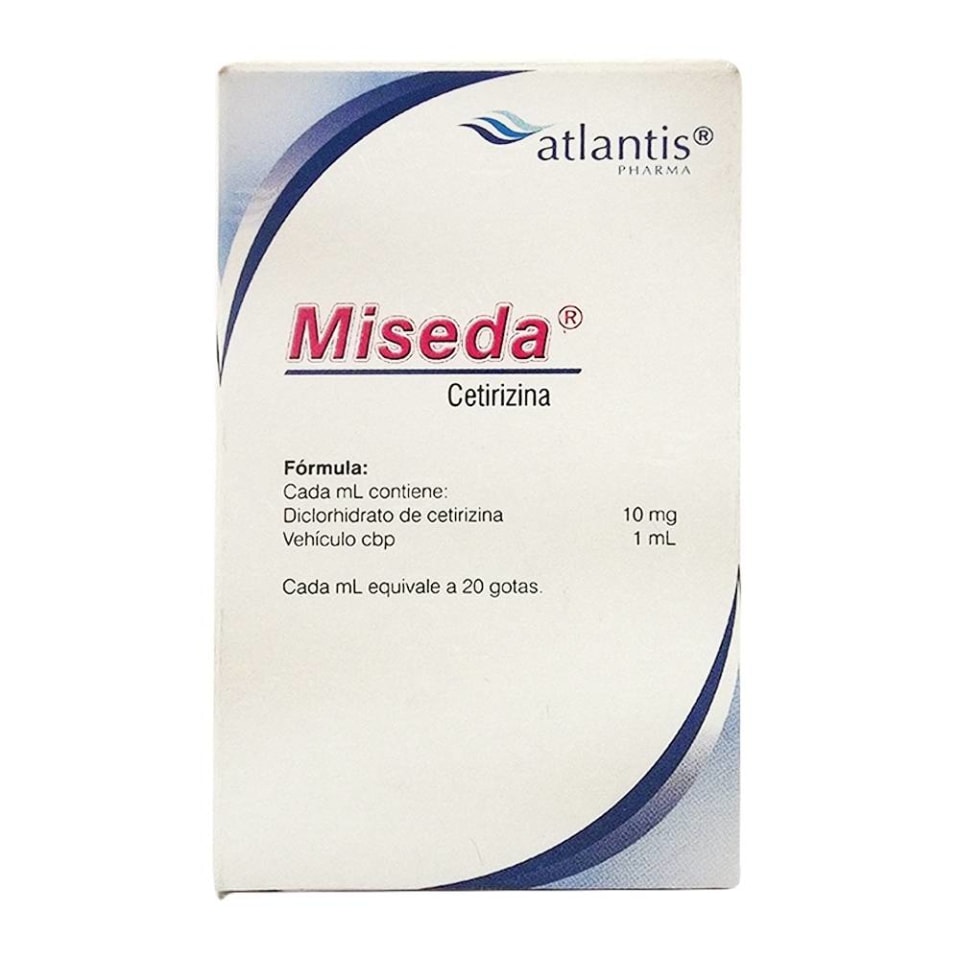 atlantis®
PHARMA
Miseda®
Cetirizina
Fórmula:
Cada mL contiene:
Diclorhidrato de cetirizina 10 mg
Vehículo cbp 1 mL
Cada mL equivale a 20 gotas.